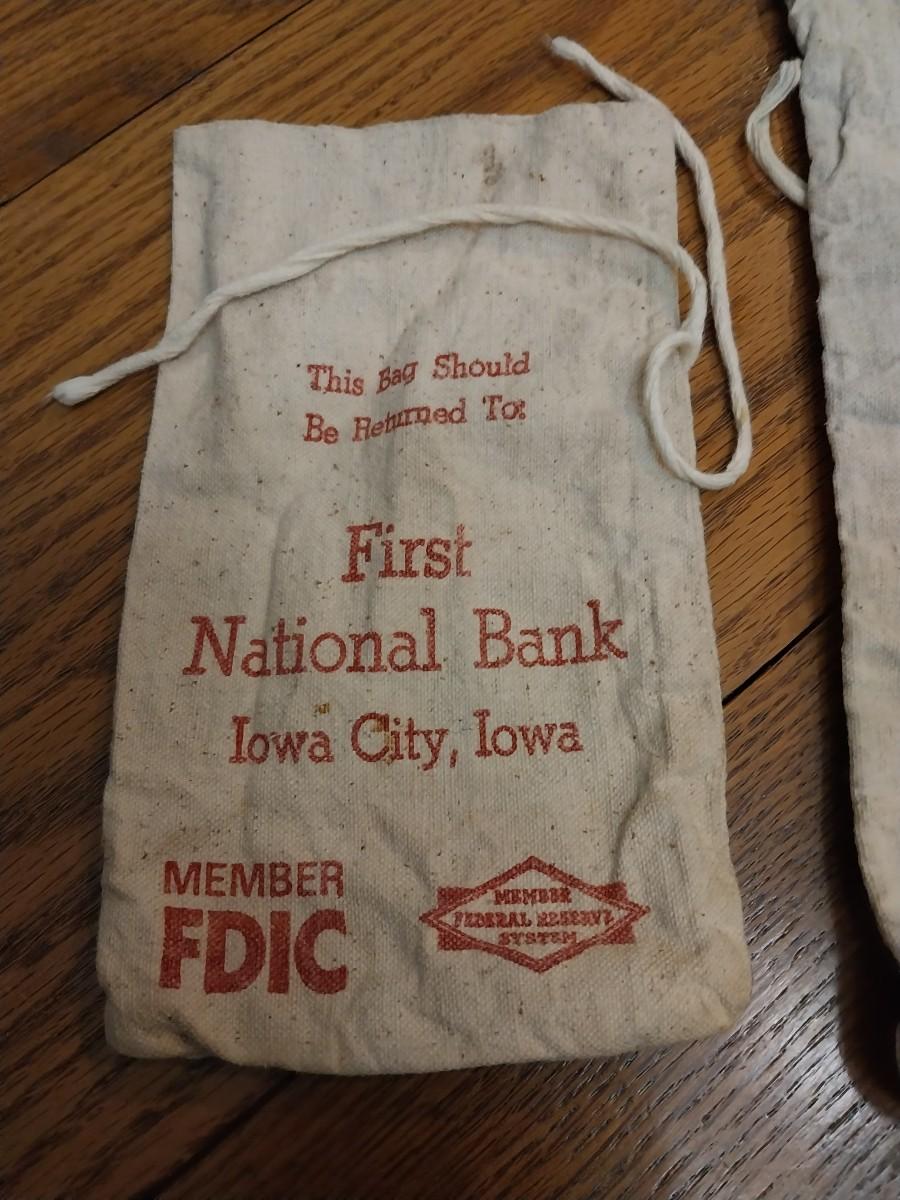 This Bag Should
Be Returned To:
First
National Bank
Iowa City, Iowa
MEMBER
FDIC
MEMBER
FEDERAL RESERVE
SYSTEM